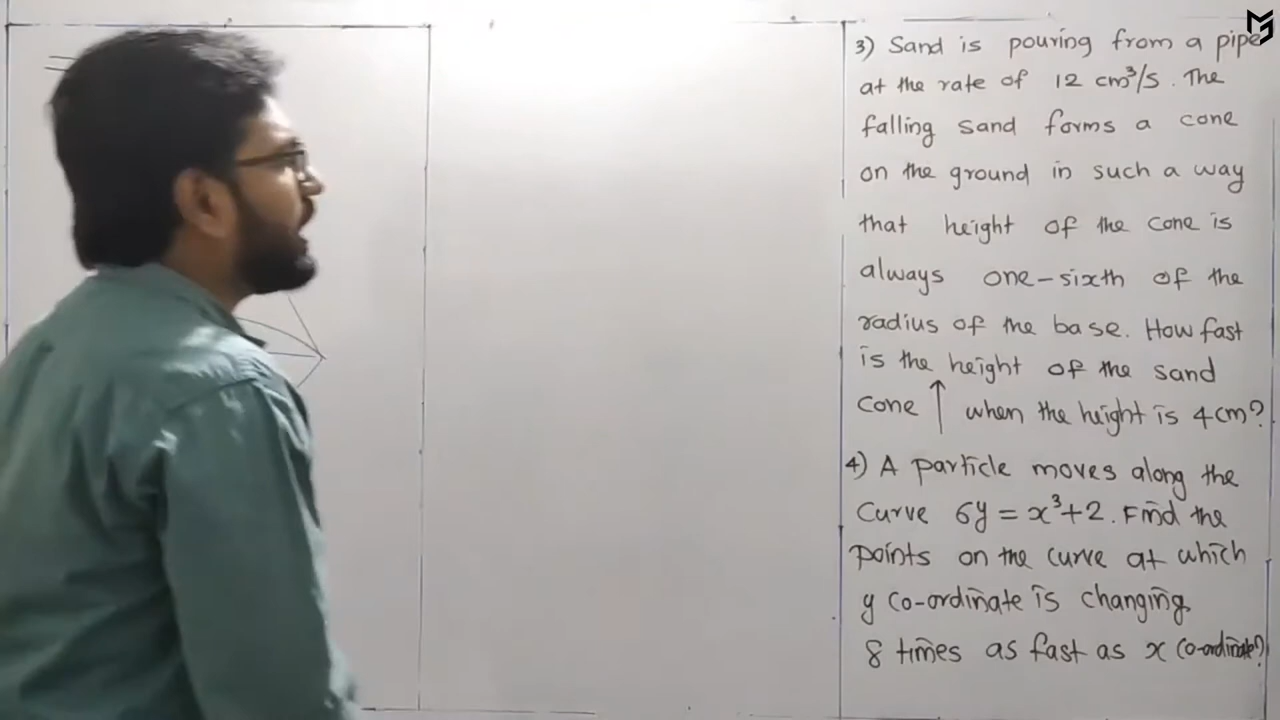 3) Sand is pouring from a pipe
at the rate of 12 cm³/s. The
falling sand forms a cone
on the ground in such a way
that height of the cone is
always one-sixth of the
radius of the base. How fast
is the height of the sand
cone ↑ when the height is 4cm?
4) A particle moves along the
curve 6y = x³+2. Find the
points on the curve at which
y co-ordinate is changing
8 times as fast as x co-ordinate?